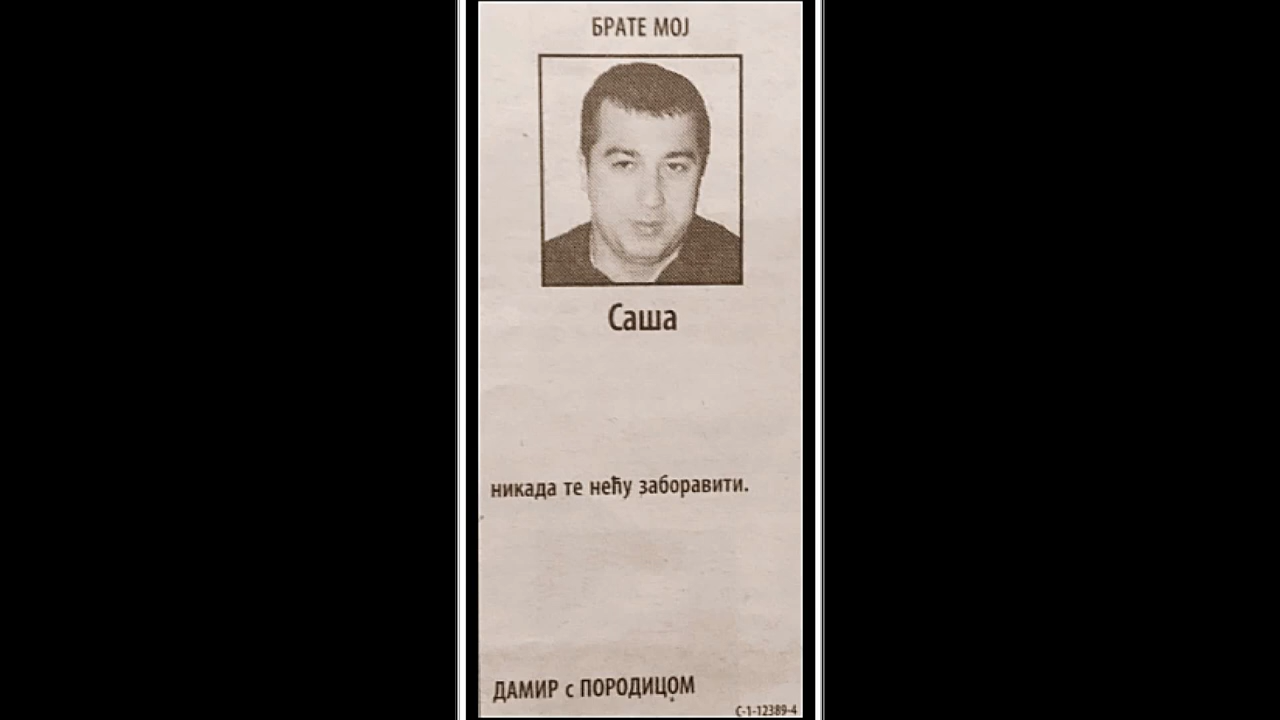 БРАТЕ МОЈ
Саша
никада те нећу заборавити.
ДАМИР с ПОРОДИЦОМ
С-1-12389-4